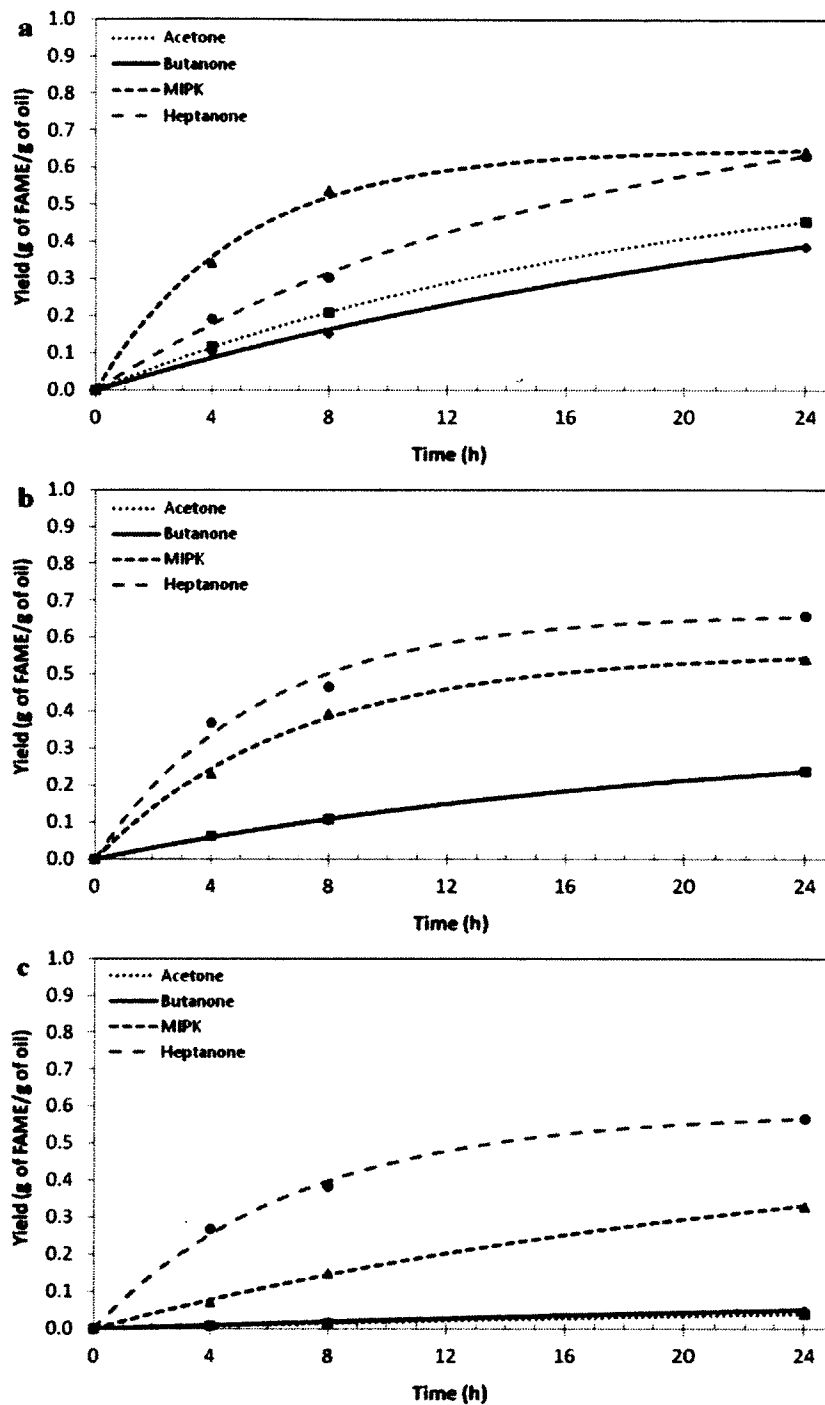 a
1.0
0.9
0.8
0.7
0.6
0.5
0.4
0.3
0.2
0.1
0.0
Yield (g of FAME/g of oil)
Acetone
Butanone
MIPK
Heptanone
0 4 8 12 16 20 24
Time (h)
b
1.0
0.9
0.8
0.7
0.6
0.5
0.4
0.3
0.2
0.1
0.0
Yield (g of FAME/g of oil)
Acetone
Butanone
MIPK
Heptanone
0 4 8 12 16 20 24
Time (h)
c
1.0
0.9
0.8
0.7
0.6
0.5
0.4
0.3
0.2
0.1
0.0
Yield (g of FAME/g of oil)
Acetone
Butanone
MIPK
Heptanone
0 4 8 12 16 20 24
Time (h)